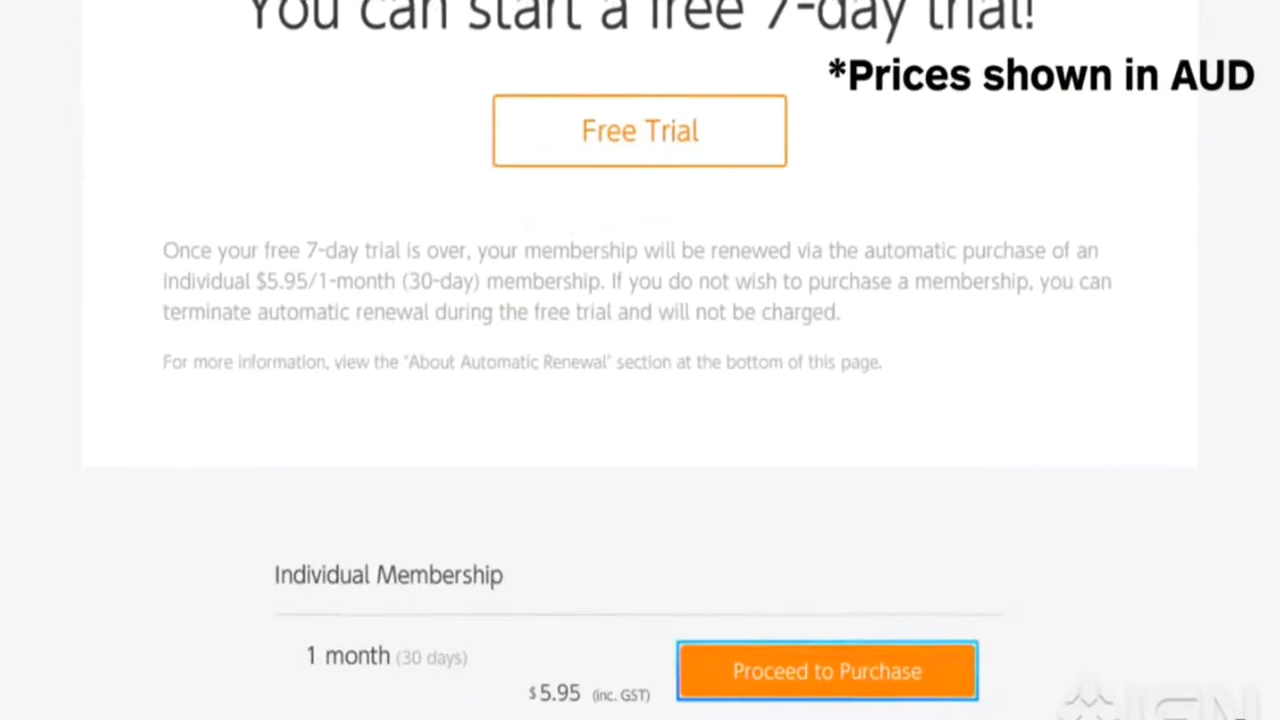 You can start a free 7-day trial!
*Prices shown in AUD
Free Trial
Once your free 7-day trial is over, your membership will be renewed via the automatic purchase of an
individual $5.95/1-month (30-day) membership. If you do not wish to purchase a membership, you can
terminate automatic renewal during the free trial and will not be charged.
For more information, view the "About Automatic Renewal" section at the bottom of this page.
Individual Membership
1 month (30 days)
$5.95 (inc. GST)
Proceed to Purchase
IGN